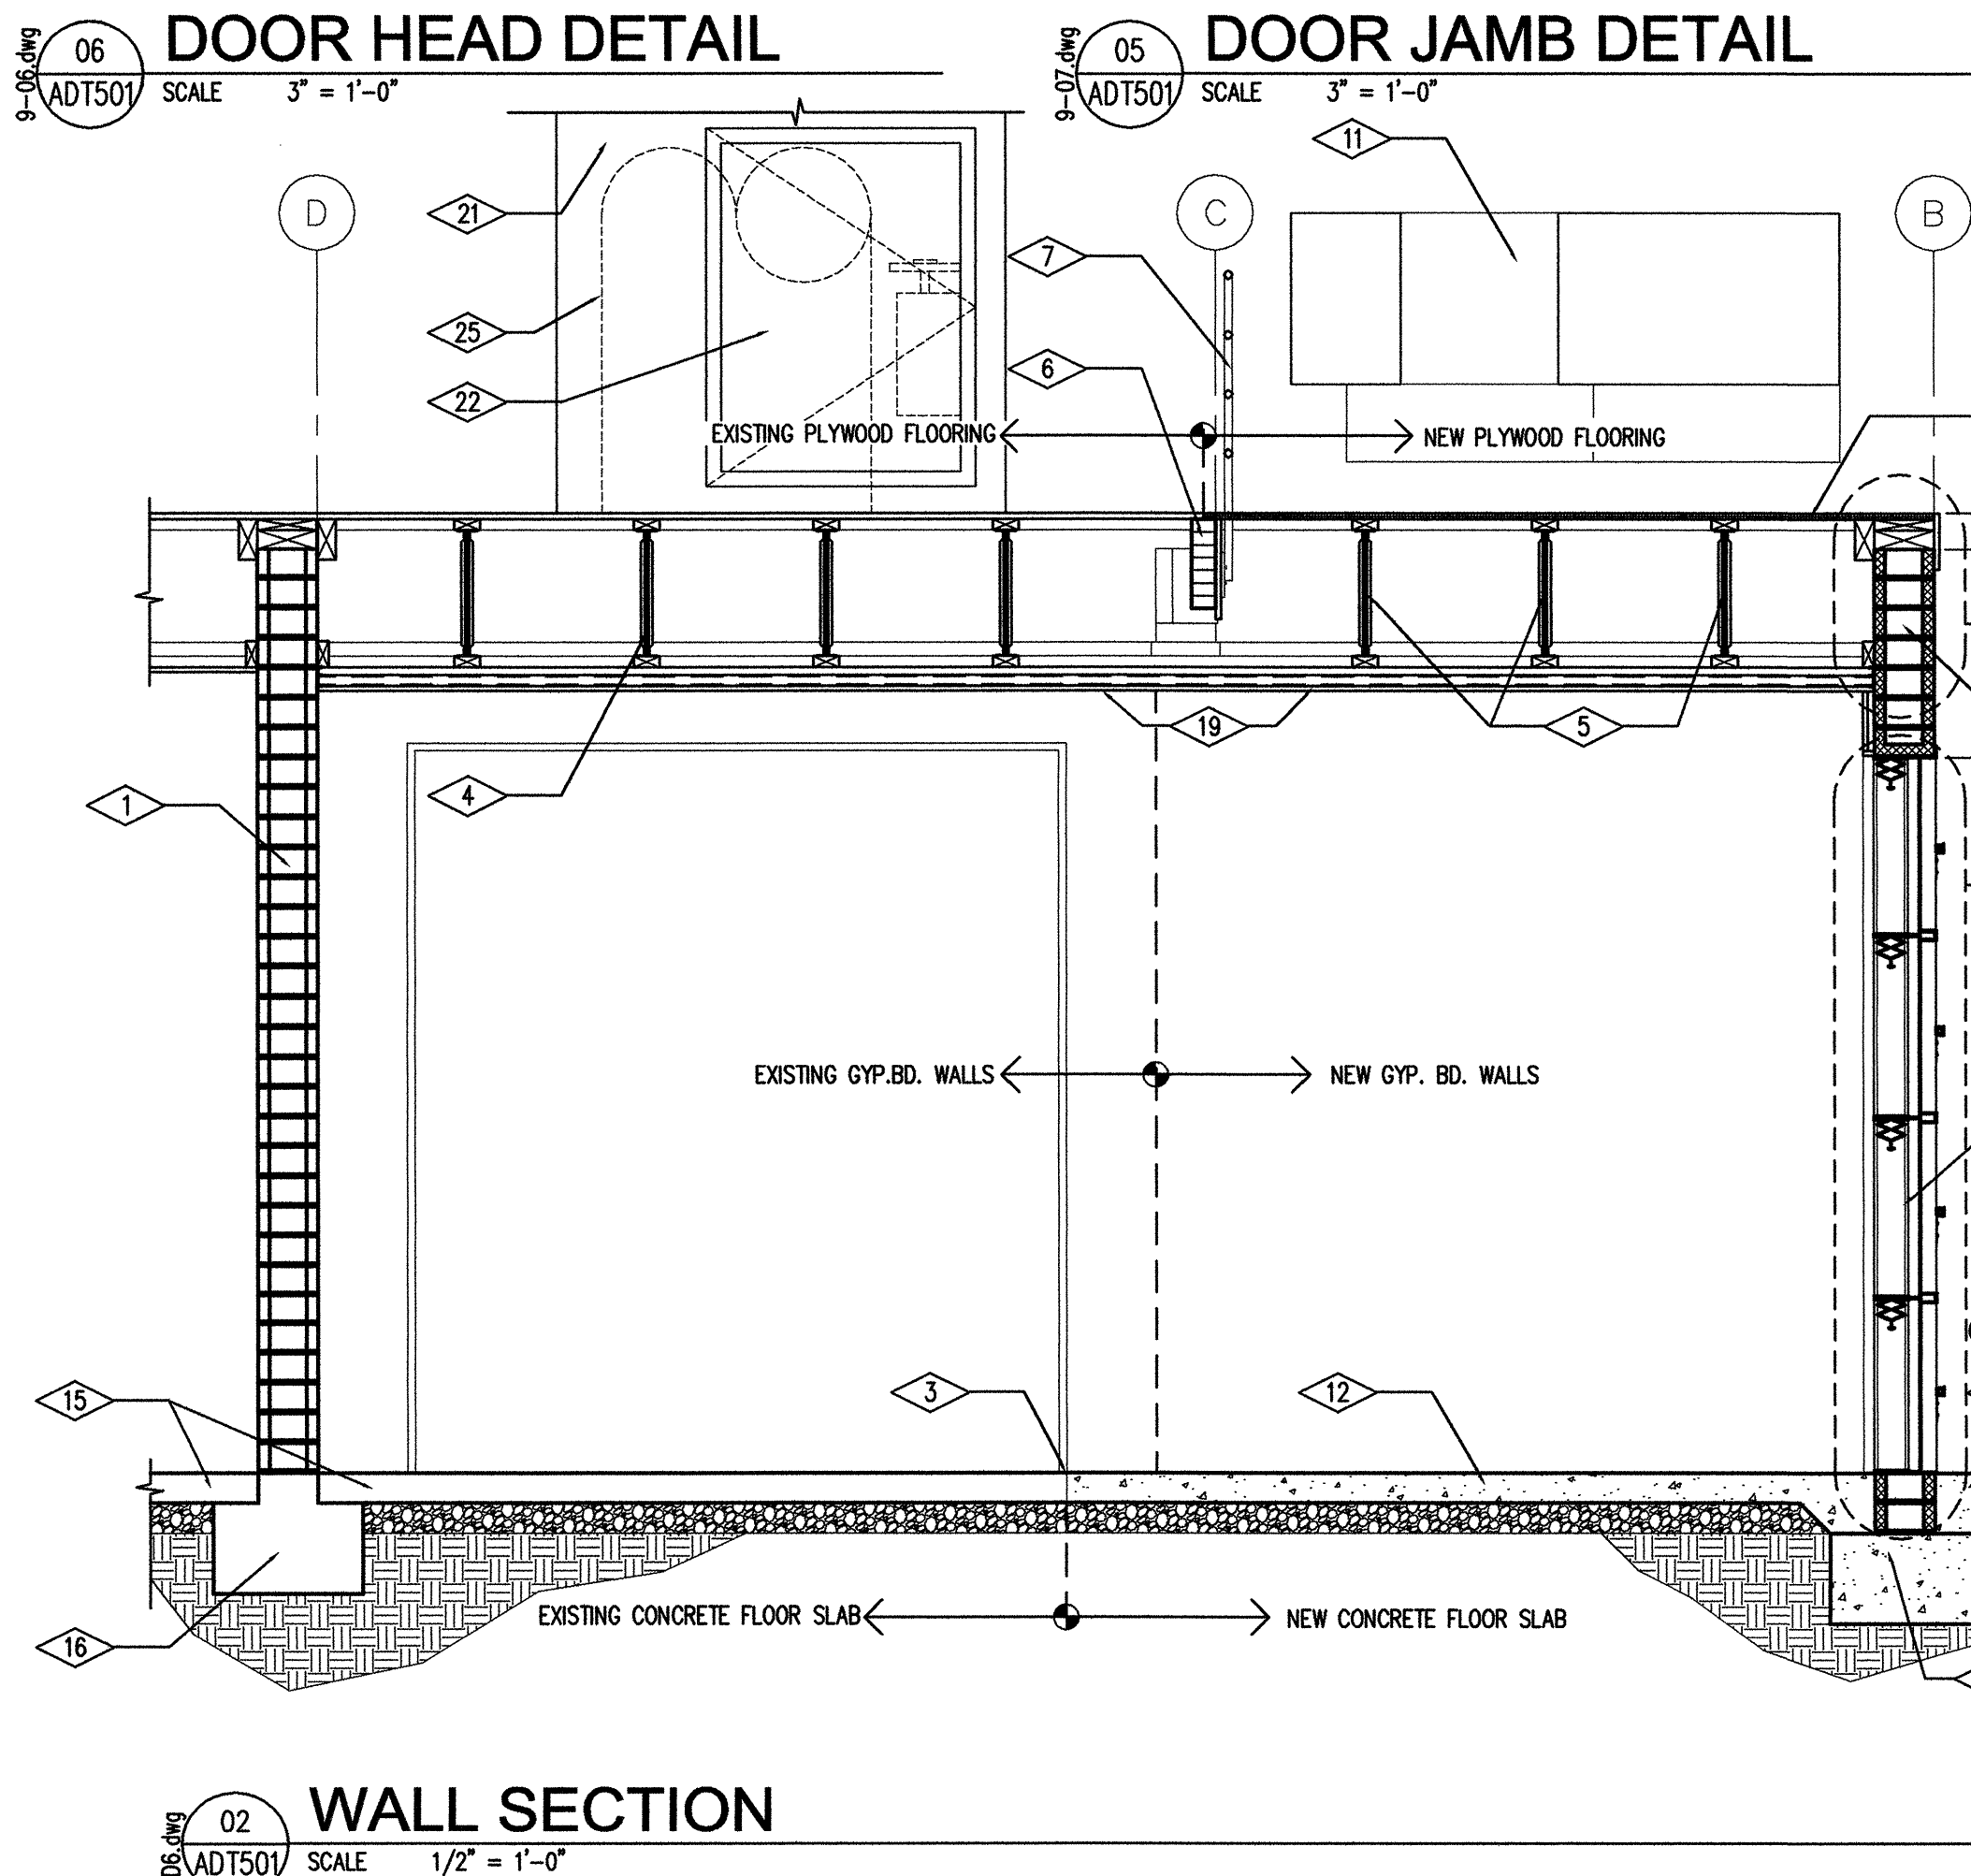 9-06.dwg
06
ADT501
DOOR HEAD DETAIL
SCALE 3" = 1'-0"
9-07.dwg
05
ADT501
DOOR JAMB DETAIL
SCALE 3" = 1'-0"
11
D
21
C
B
7
25
6
22
EXISTING PLYWOOD FLOORING
NEW PLYWOOD FLOORING
19
5
4
1
EXISTING GYP.BD. WALLS
NEW GYP. BD. WALLS
15
3
12
16
EXISTING CONCRETE FLOOR SLAB
NEW CONCRETE FLOOR SLAB
D6.dwg
02
ADT501
WALL SECTION
SCALE 1/2" = 1'-0"